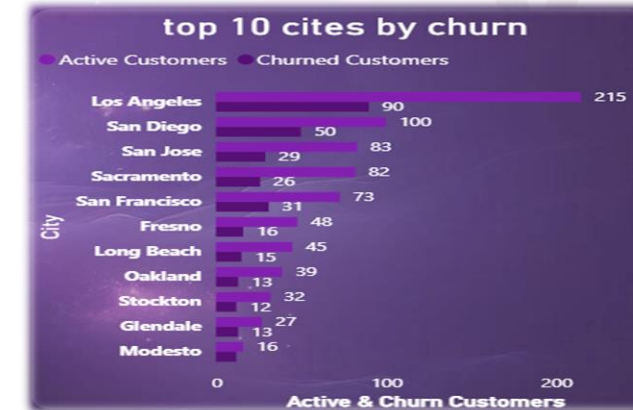 top 10 cites by churn
Active Customers Churned Customers
Los Angeles 215
90
San Diego 100
50
San Jose 83
29
Sacramento 82
26
San Francisco 73
31
Fresno 48
16
Long Beach 45
15
Oakland 39
13
Stockton 32
12
Glendale 27
13
Modesto 16
City
0 100 200
Active & Churn Customers